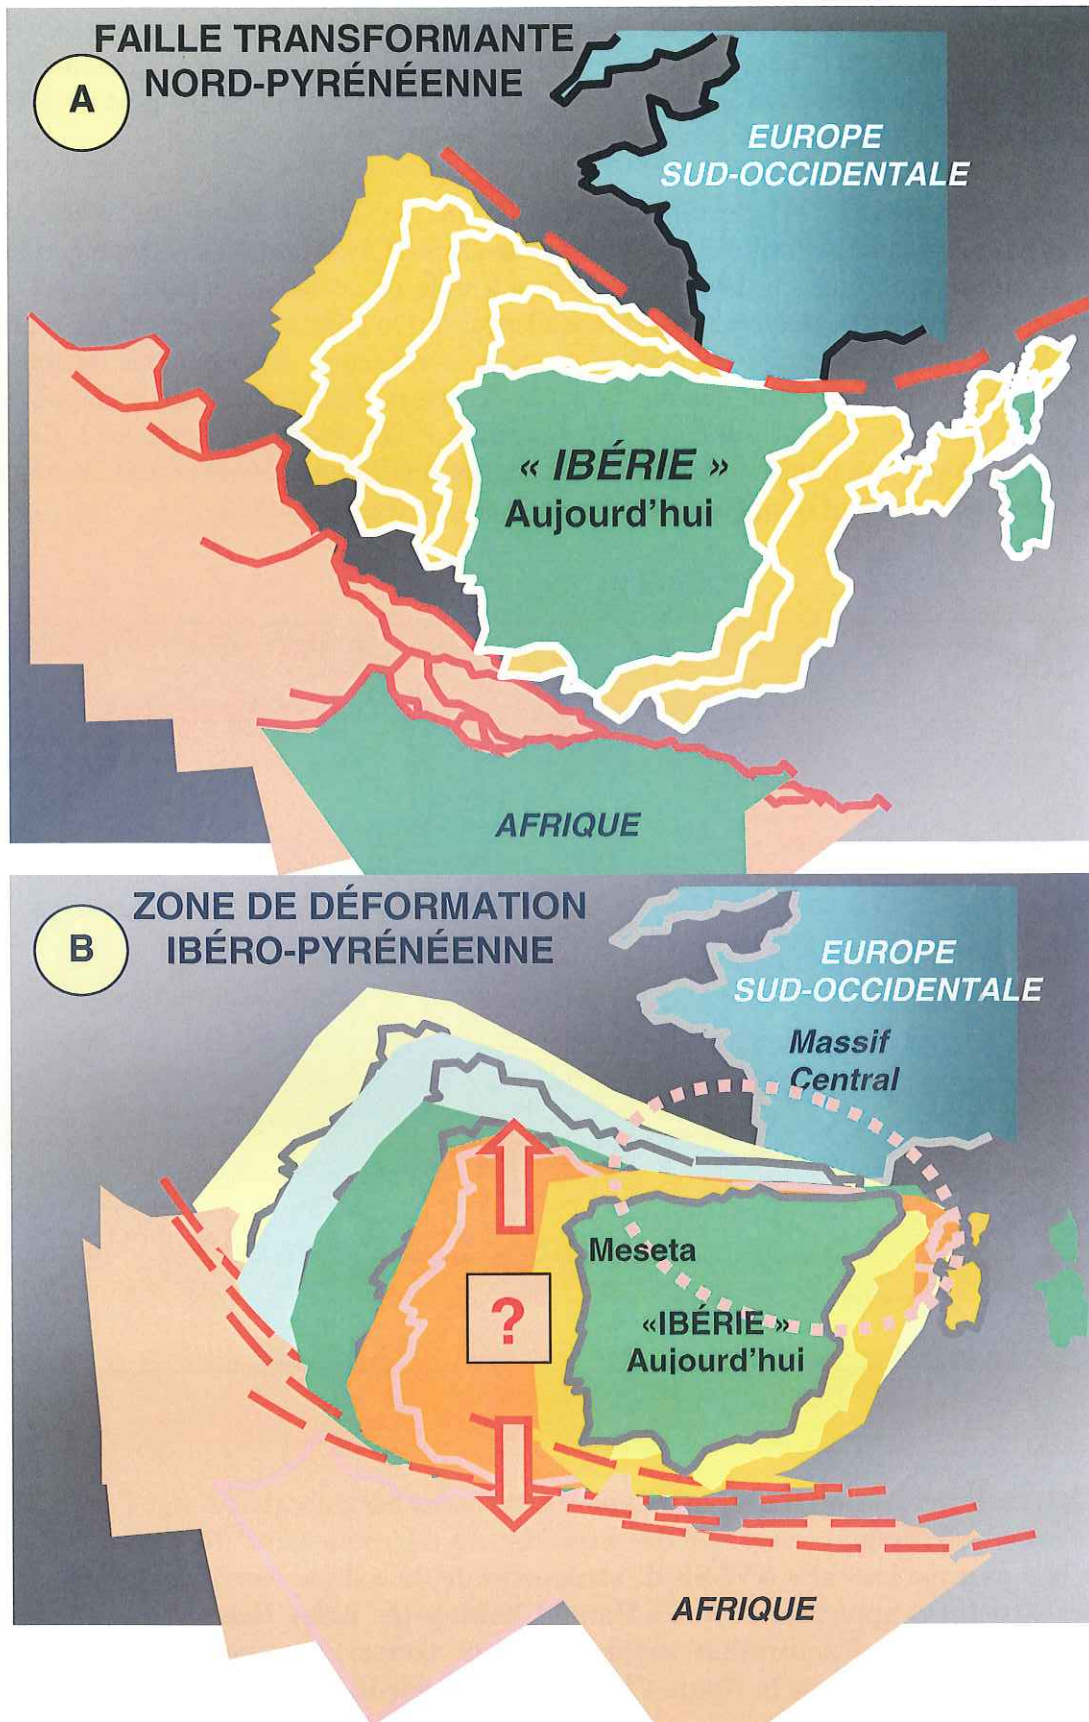 FAILLE TRANSFORMANTE
NORD-PYRÉNÉENNE
A
EUROPE
SUD-OCCIDENTALE
« IBÉRIE »
Aujourd'hui
AFRIQUE
ZONE DE DÉFORMATION
IBÉRO-PYRÉNÉENNE
B
EUROPE
SUD-OCCIDENTALE
Massif
Central
Meseta
?
«IBÉRIE »
Aujourd'hui
AFRIQUE